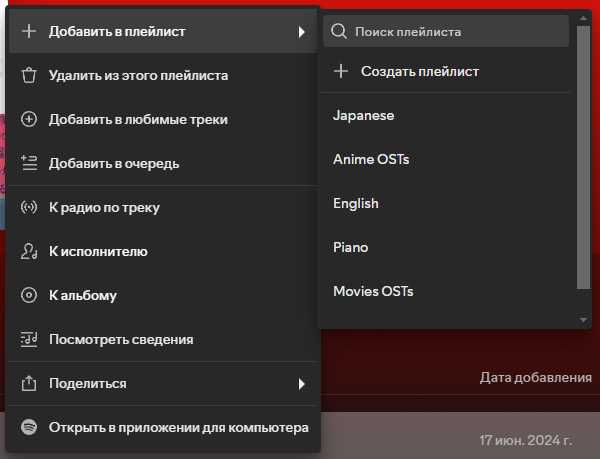 Добавить в плейлист
Удалить из этого плейлиста
Добавить в любимые треки
Добавить в очередь
К радио по треку
К исполнителю
К альбому
Посмотреть сведения
Поделиться
Открыть в приложении для компьютера
Поиск плейлиста
Создать плейлист
Japanese
Anime OSTs
English
Piano
Movies OSTs
Дата добавления
17 июн. 2024 г.